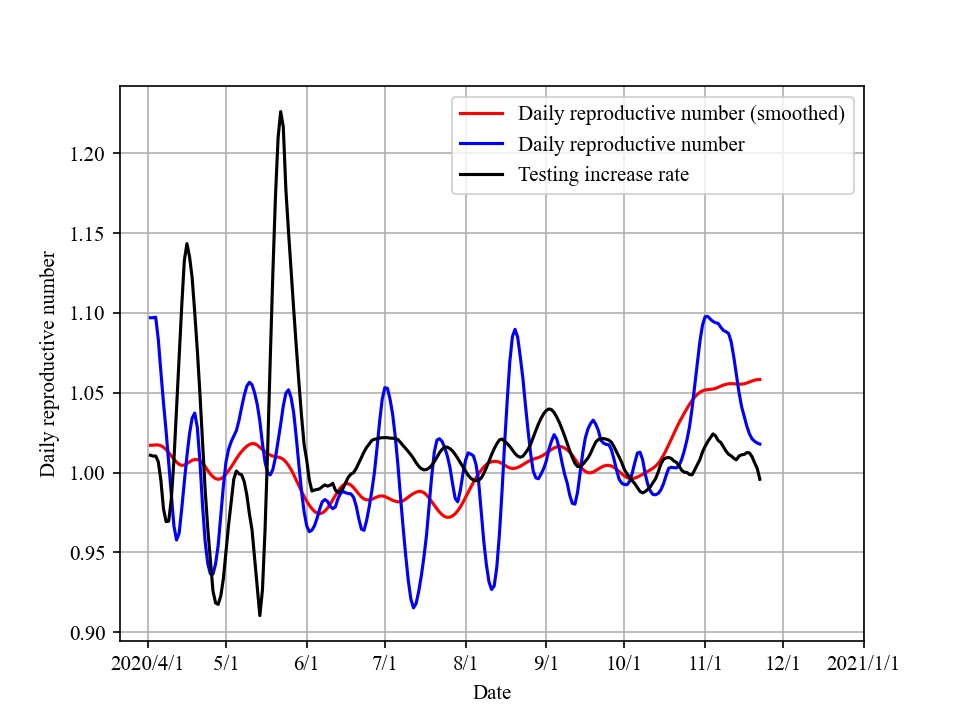 Daily reproductive number (smoothed)
Daily reproductive number
Testing increase rate
Daily reproductive number
1.20
1.15
1.10
1.05
1.00
0.95
0.90
2020/4/1 5/1 6/1 7/1 8/1 9/1 10/1 11/1 12/1 2021/1/1
Date